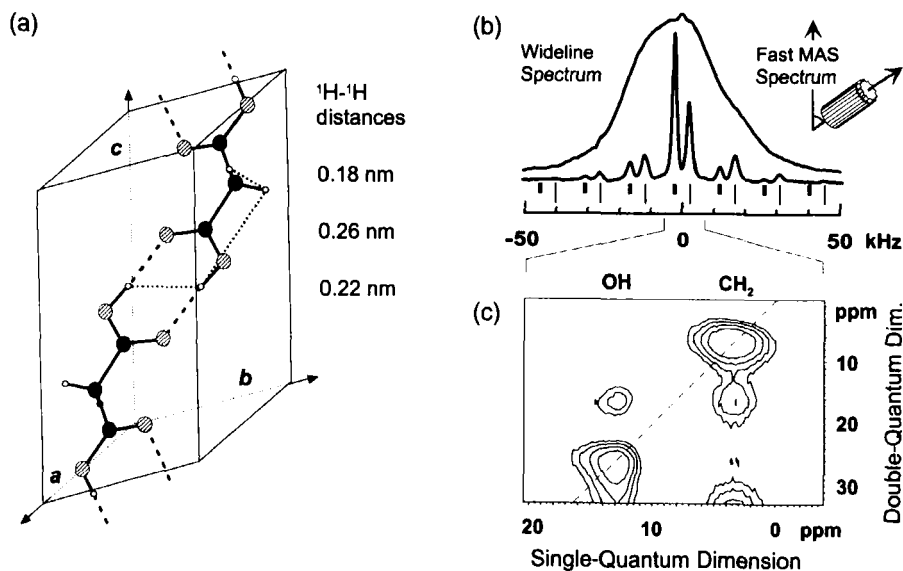 (a)
¹H-¹H
distances
0.18 nm
0.26 nm
0.22 nm
c
b
a
(b)
Wideline
Spectrum
Fast MAS
Spectrum
-50
0
50
kHz
(c)
OH
CH₂
ppm
10
20
30
Double-Quantum Dim.
20
10
0
ppm
Single-Quantum Dimension